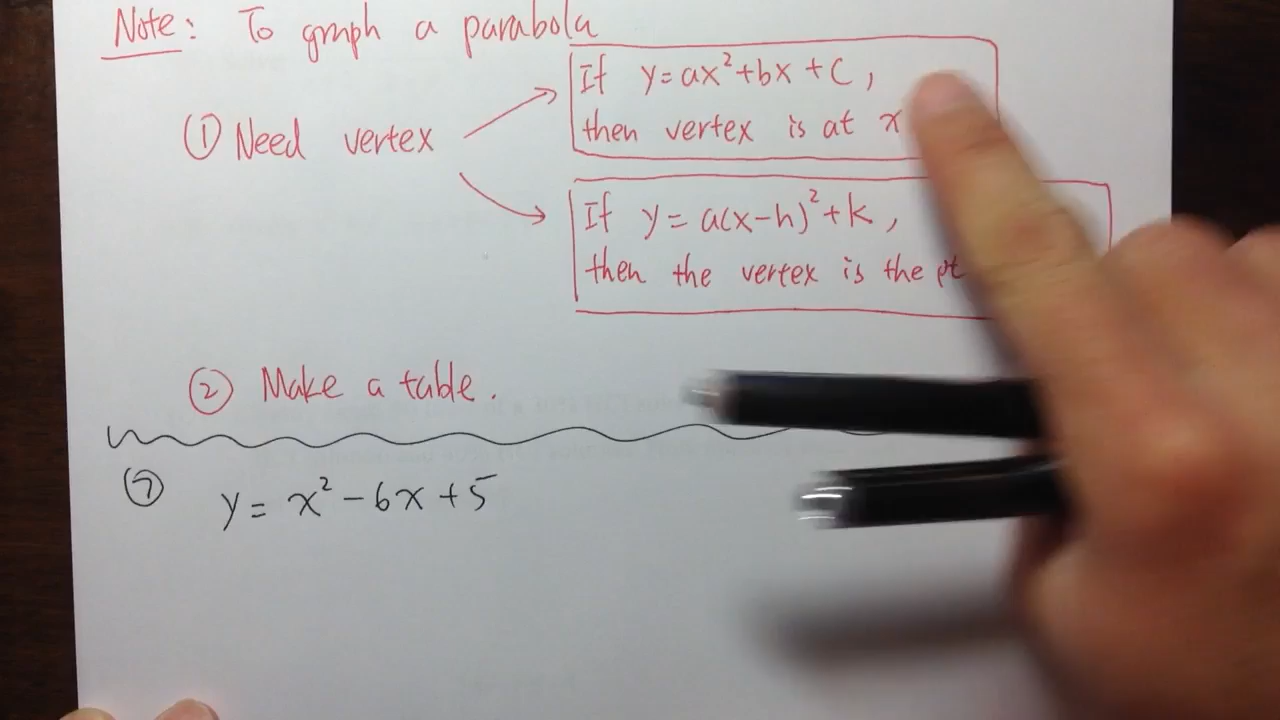 Note: To graph a parabola
① Need vertex
If y=ax²+bx+c,
then vertex is at x
If y=a(x-h)²+k,
then the vertex is the pt
② Make a table.
⑦ y=x²-6x+5